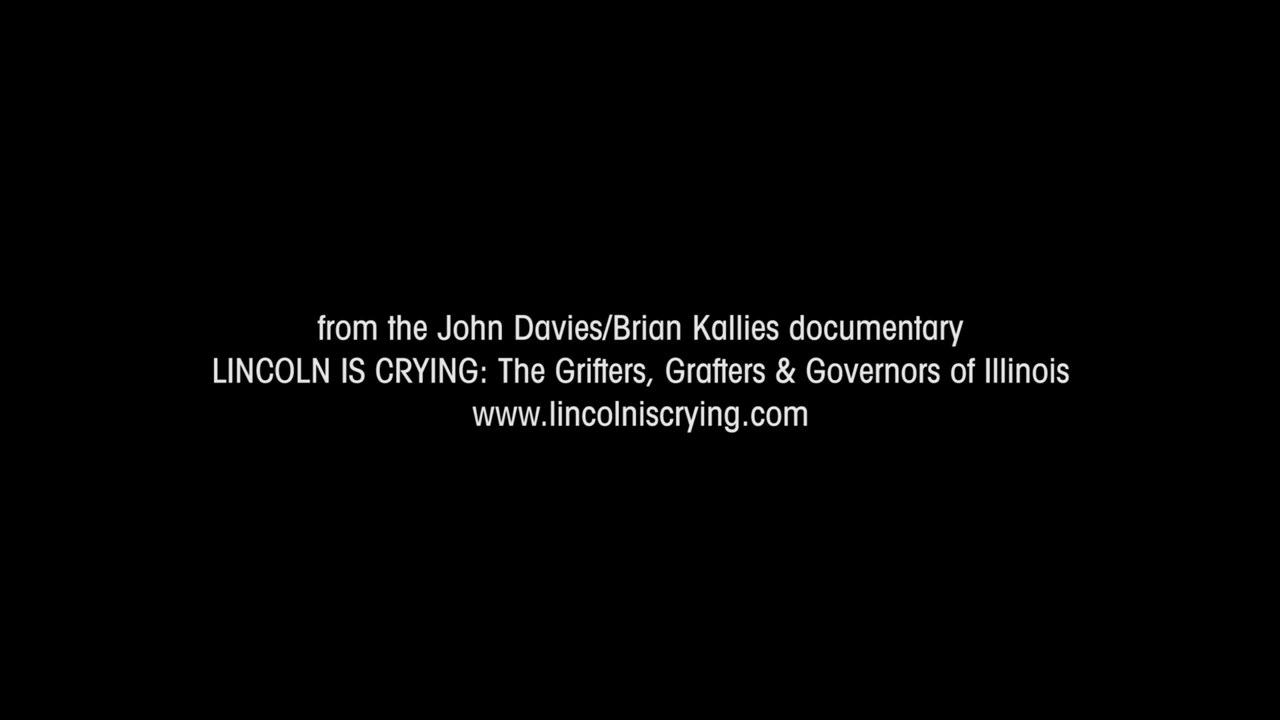 from the John Davies/Brian Kallies documentary
LINCOLN IS CRYING: The Grifters, Grafters & Governors of Illinois
www.lincolniscrying.com